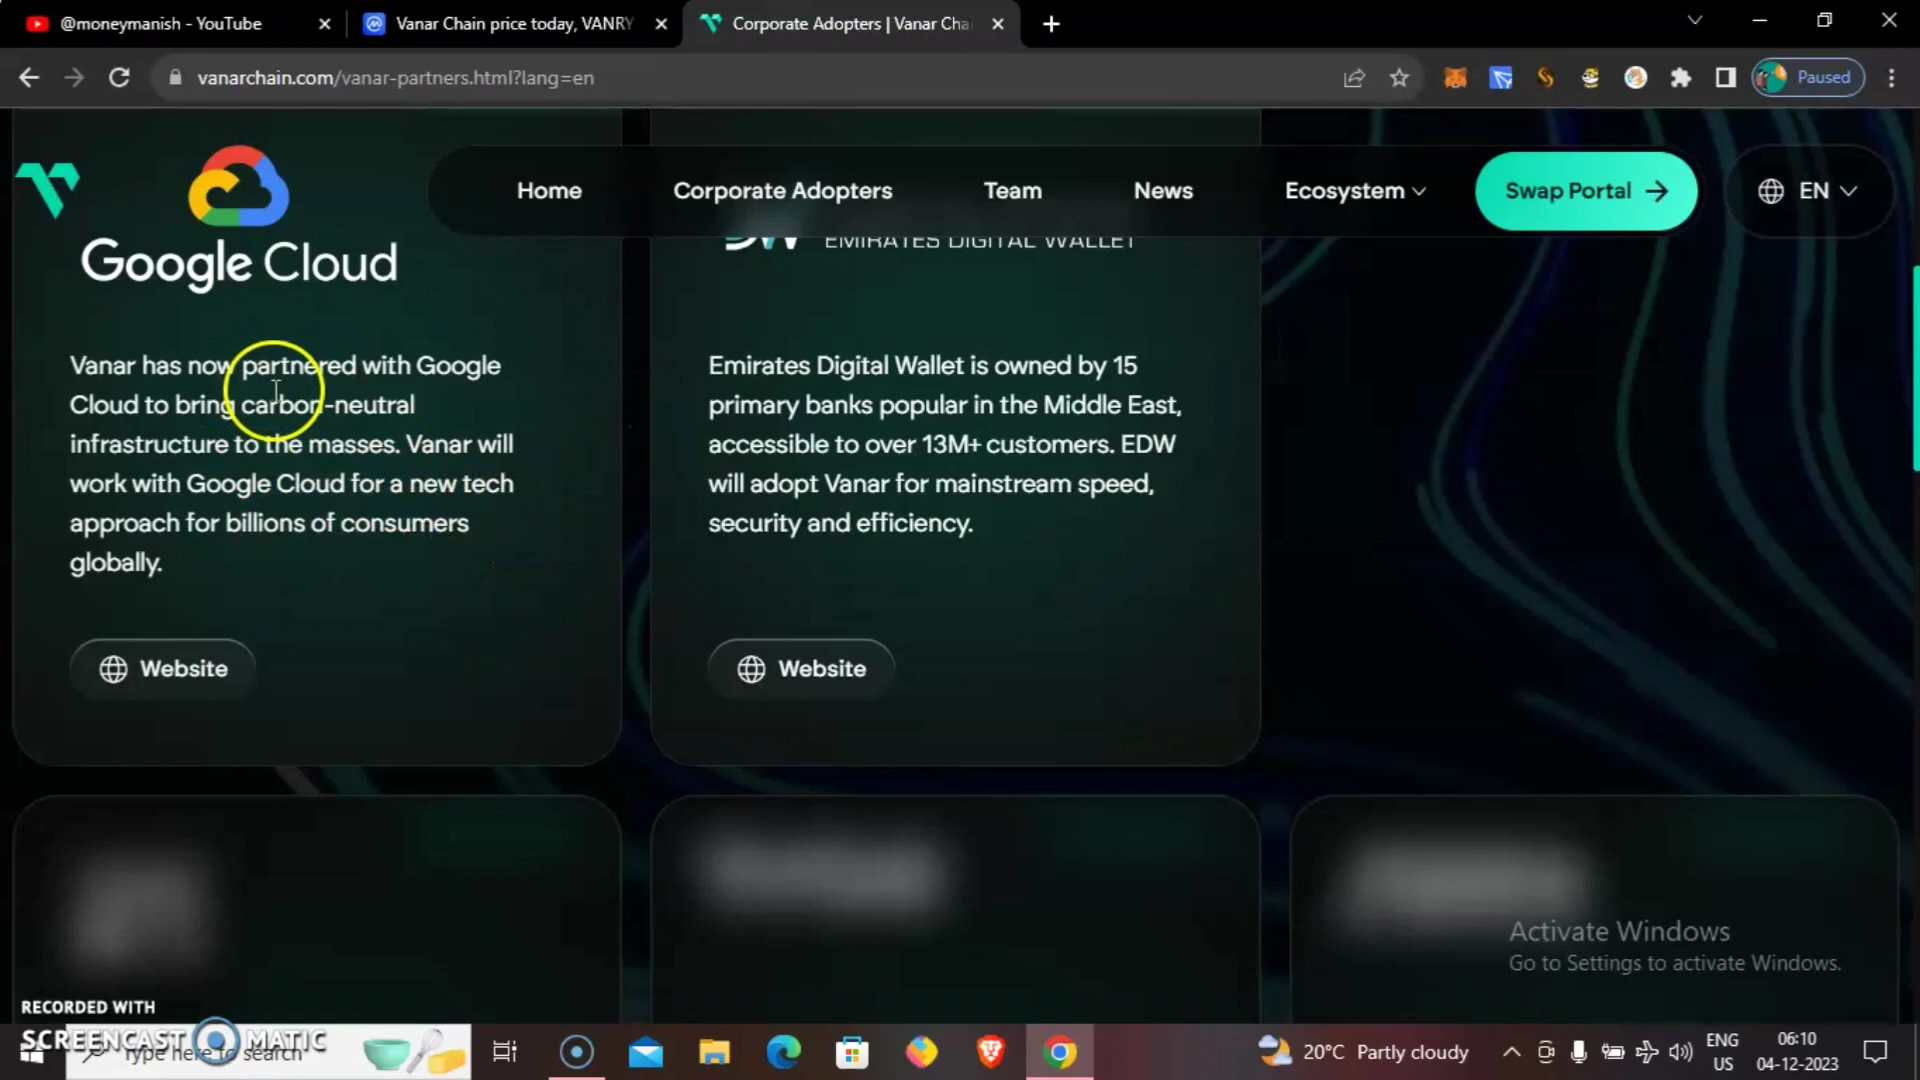 @moneymanish - YouTube
Vanar Chain price today, VANRY
Corporate Adopters | Vanar Cha
vanarchain.com/vanar-partners.html?lang=en
Paused
Home
Corporate Adopters
Team
News
Ecosystem
Swap Portal
EN
Google Cloud
EMIRATES DIGITAL WALLET
Vanar has now partnered with Google
Cloud to bring carbon-neutral
infrastructure to the masses. Vanar will
work with Google Cloud for a new tech
approach for billions of consumers
globally.
Emirates Digital Wallet is owned by 15
primary banks popular in the Middle East,
accessible to over 13M+ customers. EDW
will adopt Vanar for mainstream speed,
security and efficiency.
Website
Website
Activate Windows
Go to Settings to activate Windows.
RECORDED WITH
SCREENCAST MATIC
Type here to search
20°C Partly cloudy
ENG
US
06:10
04-12-2023